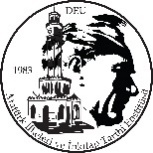 DEU
1983
Atatürk İlkeleri ve İnkılap Tarihi Enstitüsü